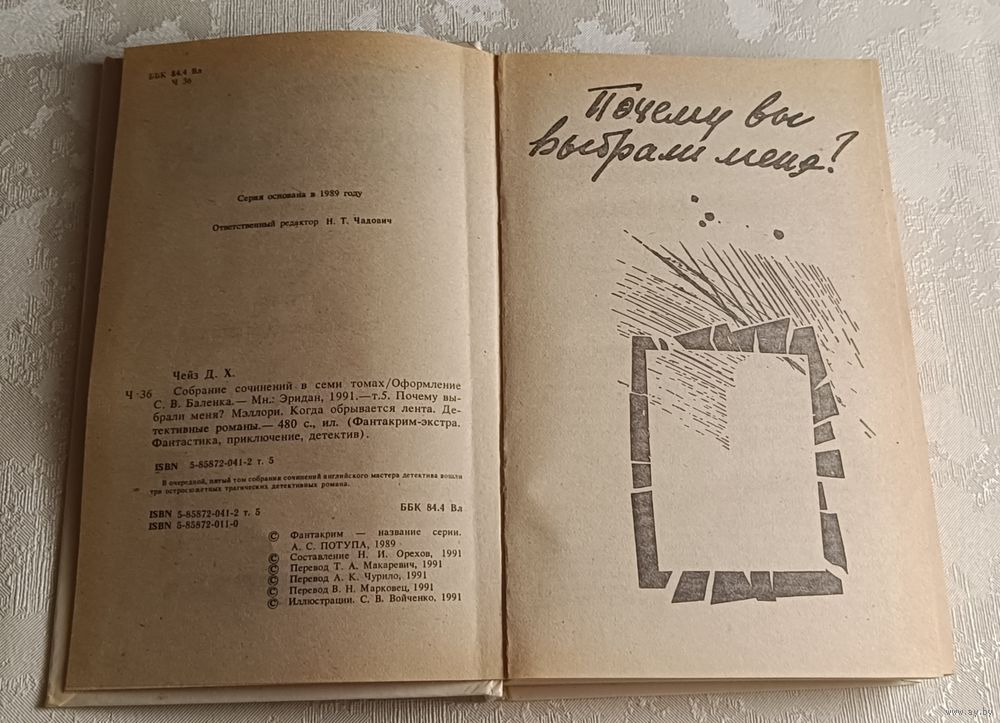 ББК 84.4 Вл
Ч 36
Серия основана в 1989 году
Ответственный редактор Н. Т. Чадович
Чейз Д. Х.
Ч 36 Собрание сочинений в семи томах/Оформление
С. В. Баленка.— Мн.: Эридан, 1991.—т.5. Почему вы-
брали меня? Мэллори. Когда обрывается лента. Де-
тективные романы.— 480 с., ил. (Фантакрим-экстра.
Фантастика, приключение, детектив).
ISBN 5-85872-041-2 т. 5
В очередной, пятый том собрания сочинений английского мастера детектива вошли
три остросюжетных трагических детективных романа.
ISBN 5-85872-041-2 т. 5 ББК 84.4 Вл
ISBN 5-85872-011-0
© Фантакрим — название серии.
А. С. ПОТУПА, 1989
© Составление Н. И. Орехов, 1991
© Перевод Т. А. Макаревич, 1991
© Перевод А. К. Чурило, 1991
© Перевод В. Н. Марковец, 1991
© Иллюстрации. С. В. Войченко, 1991
Почему вы
выбрали меня?
www.ay.by